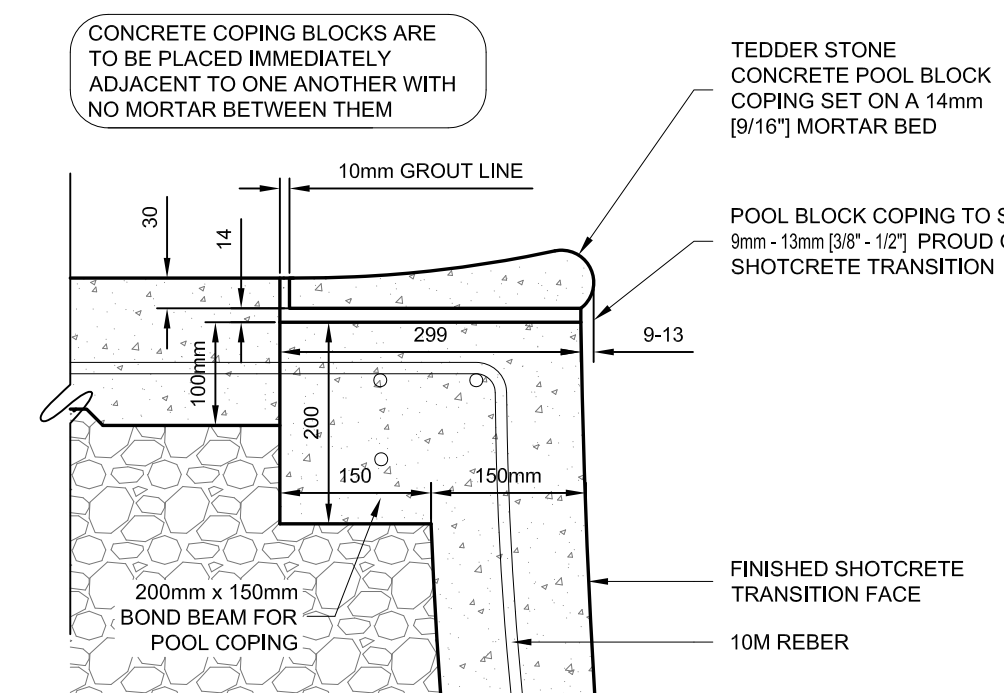 CONCRETE COPING BLOCKS ARE
TO BE PLACED IMMEDIATELY
ADJACENT TO ONE ANOTHER WITH
NO MORTAR BETWEEN THEM
TEDDER STONE
CONCRETE POOL BLOCK
COPING SET ON A 14mm
[9/16"] MORTAR BED
10mm GROUT LINE
30
14
POOL BLOCK COPING TO S
9mm - 13mm [3/8" - 1/2"] PROUD
SHOTCRETE TRANSITION
299
9-13
100mm
200
150
150mm
200mm x 150mm
BOND BEAM FOR
POOL COPING
FINISHED SHOTCRETE
TRANSITION FACE
10M REBER